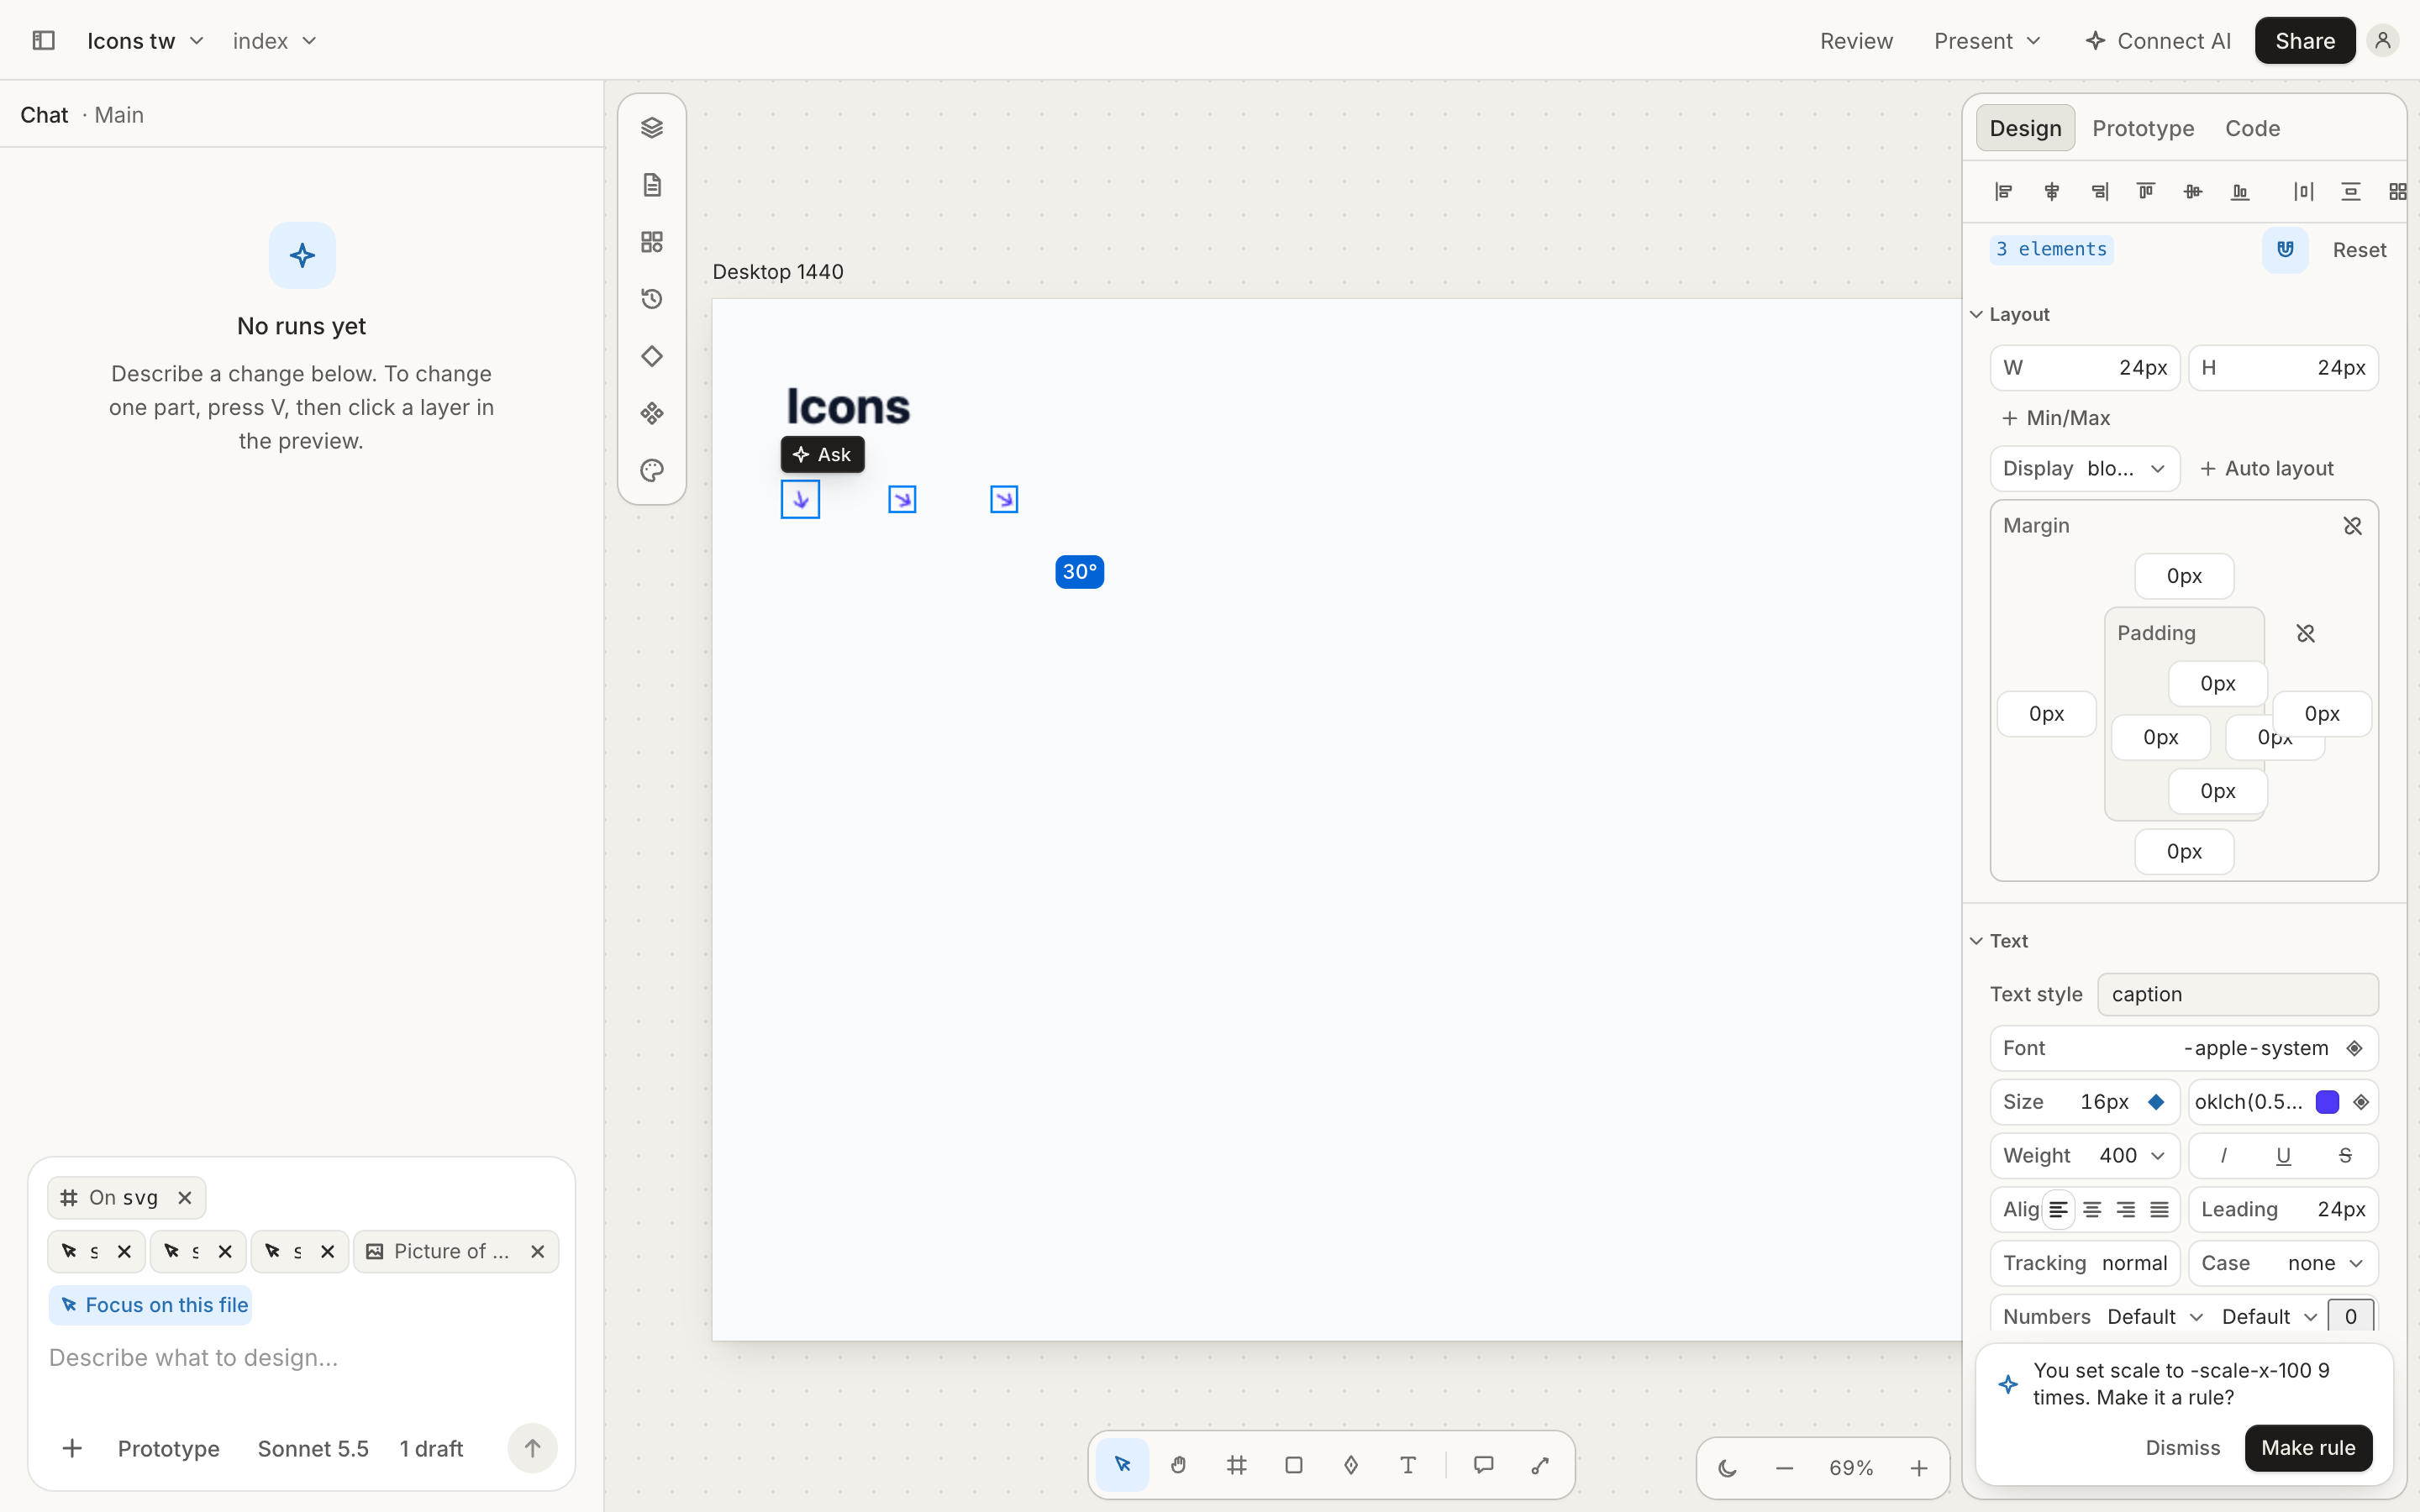 Icons tw
index
Review
Present
Connect AI
Share
Chat · Main
No runs yet
Describe a change below. To change
one part, press V, then click a layer in
the preview.
On svg
s
s
s
Picture of ...
Focus on this file
Describe what to design...
Prototype
Sonnet 5.5
1 draft
Desktop 1440
Icons
Ask
30°
69%
Design
Prototype
Code
3 elements
Reset
Layout
W 24px
H 24px
Min/Max
Display blo...
Auto layout
Margin
0px
Padding
0px
0px
0px
0px
0px
0px
0px
Text
Text style caption
Font -apple-system
Size 16px
oklch(0.5...
Weight 400
I U S
Alig
Leading 24px
Tracking normal
Case none
Numbers Default Default 0
You set scale to -scale-x-100 9
times. Make it a rule?
Dismiss
Make rule